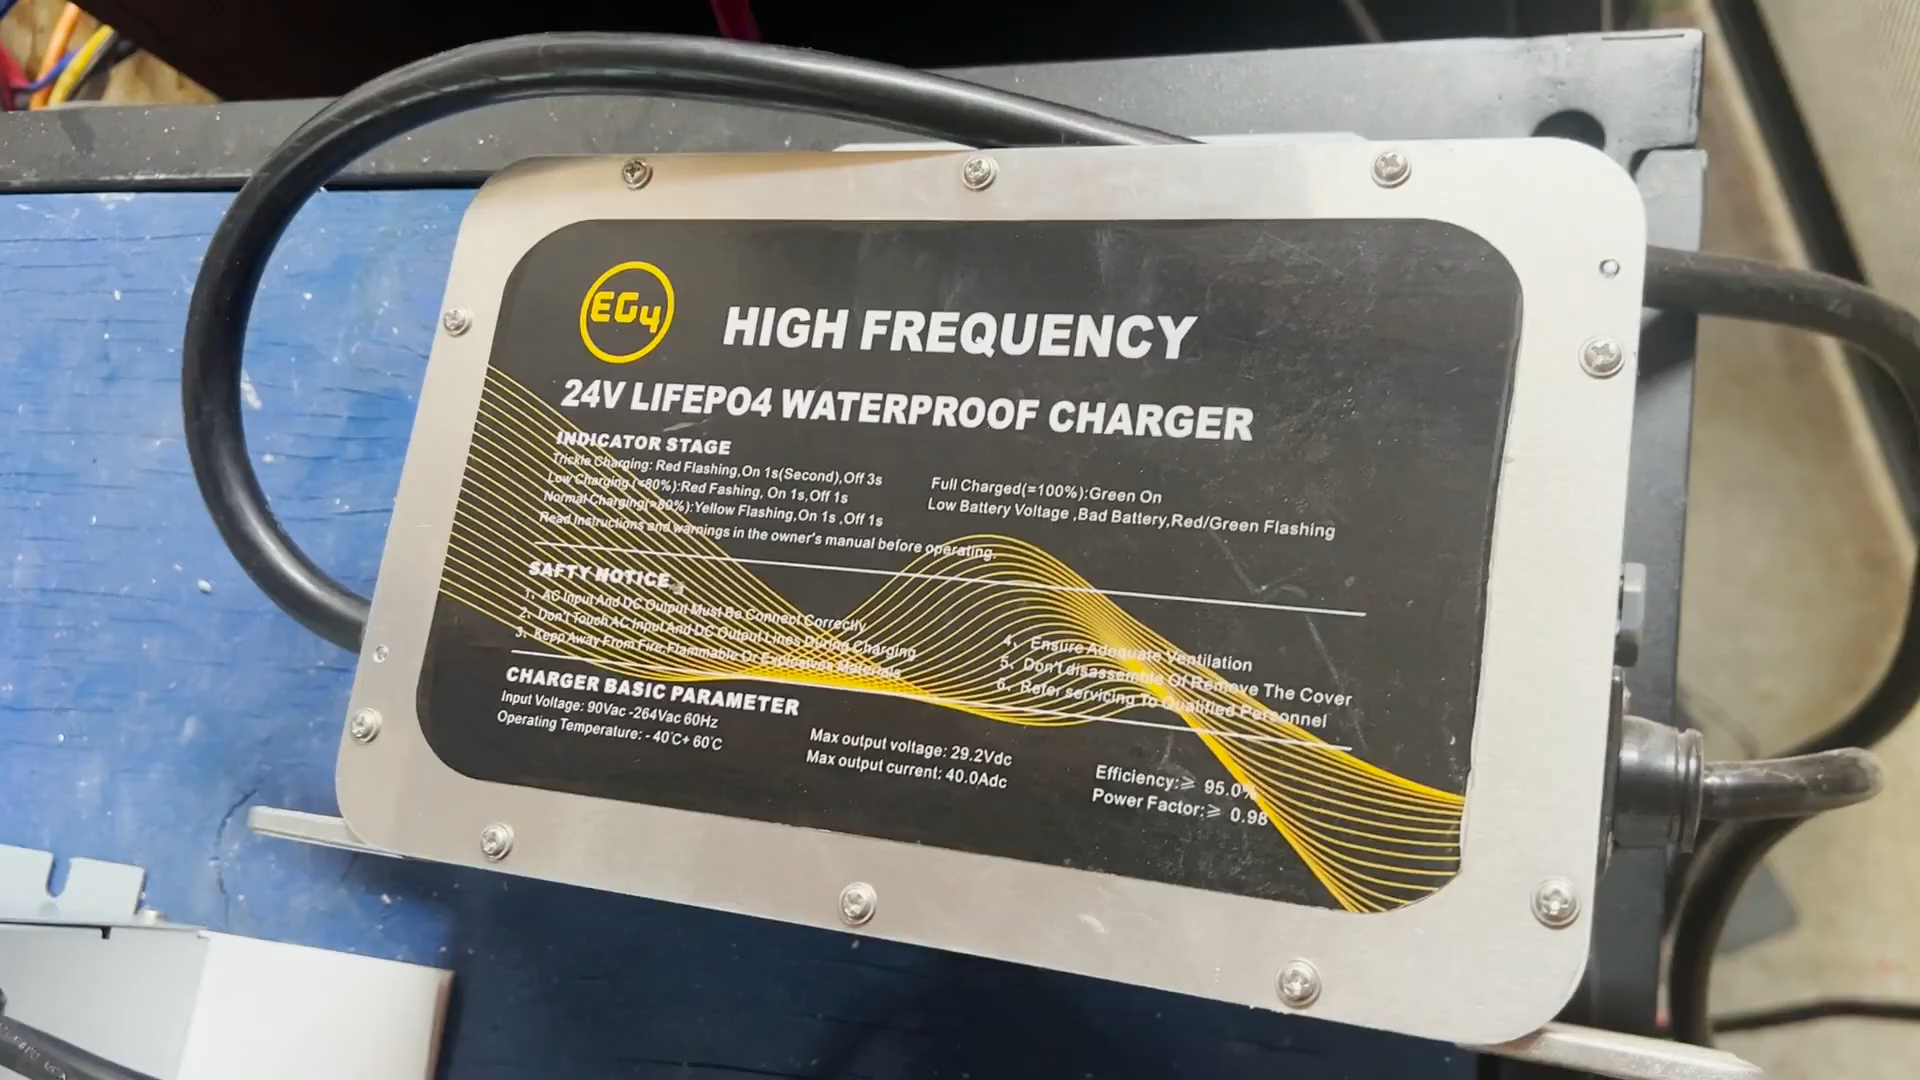 EG4
HIGH FREQUENCY
24V LIFEPO4 WATERPROOF CHARGER
INDICATOR STAGE
Trickle Charging: Red Flashing,On 1s(Second),Off 3s
Low Charging (<80%):Red Fashing, On 1s,Off 1s
Normal Charging(>80%):Yellow Flashing,On 1s ,Off 1s
Read Instructions and warnings in the owner's manual before operating.
Full Charged(=100%):Green On
Low Battery Voltage ,Bad Battery,Red/Green Flashing
SAFTY NOTICE
1、AC Input And DC Output Must Be Connect Correctly
2、Don't Touch AC Input And DC Output Lines During Charging
3、Kepp Away From Fire,Flammable Or Explosives Materials
4、Ensure Adequate Ventilation
5、Don't disassemble Of Remove The Cover
6、Refer servicing To Qualified Personnel
CHARGER BASIC PARAMETER
Input Voltage: 90Vac -264Vac 60Hz
Operating Temperature: - 40℃+ 60℃
Max output voltage: 29.2Vdc
Max output current: 40.0Adc
Efficiency:⩾ 95.0%
Power Factor:⩾ 0.98